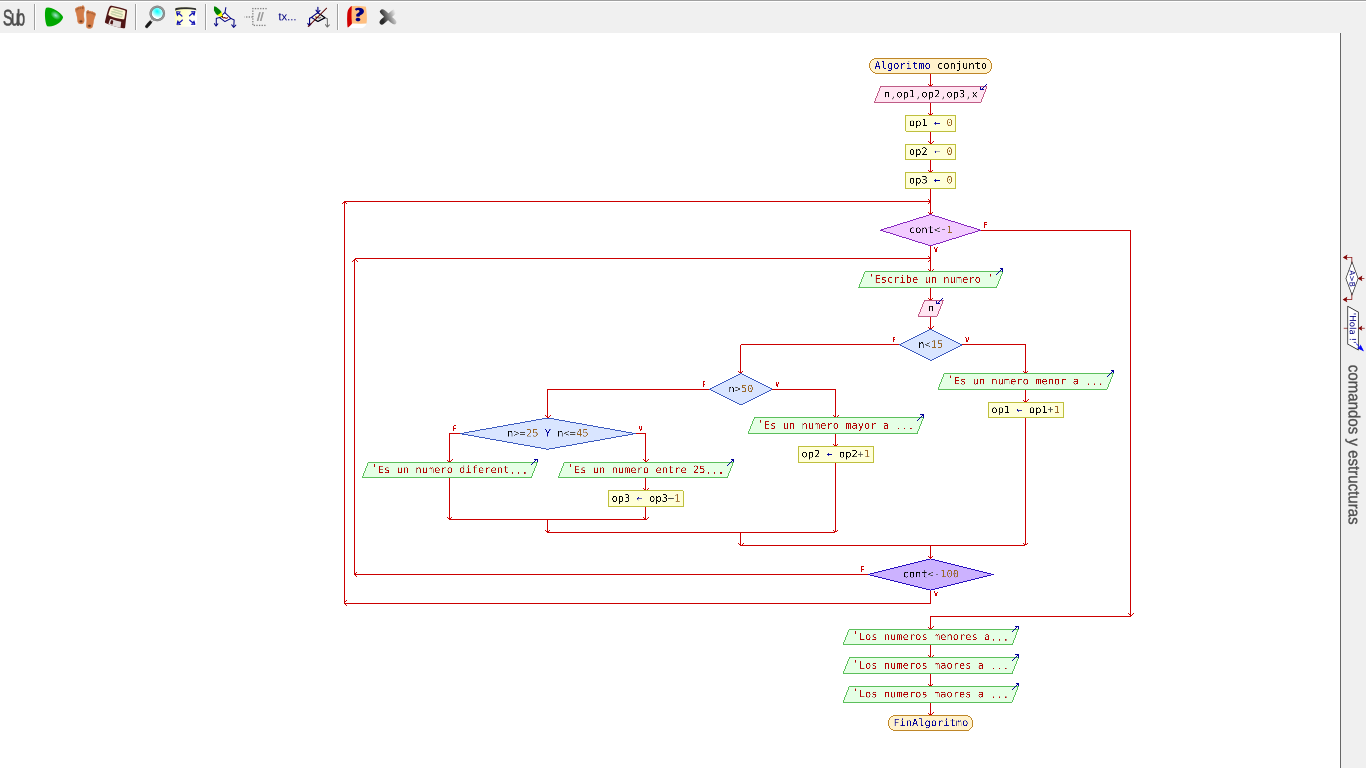 Sub
tx...
Algoritmo conjunto
n,op1,op2,op3,x
op1 ← 0
op2 ← 0
op3 ← 0
cont<-1
F
V
'Escribe un numero '
n
n<15
F
V
n>50
F
V
'Es un numero menor a ...
op1 ← op1+1
n>=25 Y n<=45
F
V
'Es un numero mayor a ...
op2 ← op2+1
'Es un numero diferent...
'Es un numero entre 25...
op3 ← op3-1
cont<-100
F
V
'Los numeros menores a...
'Los numeros maores a ...
'Los numeros maores a ...
FinAlgoritmo
A>B
'Hola !'
comandos y estructuras